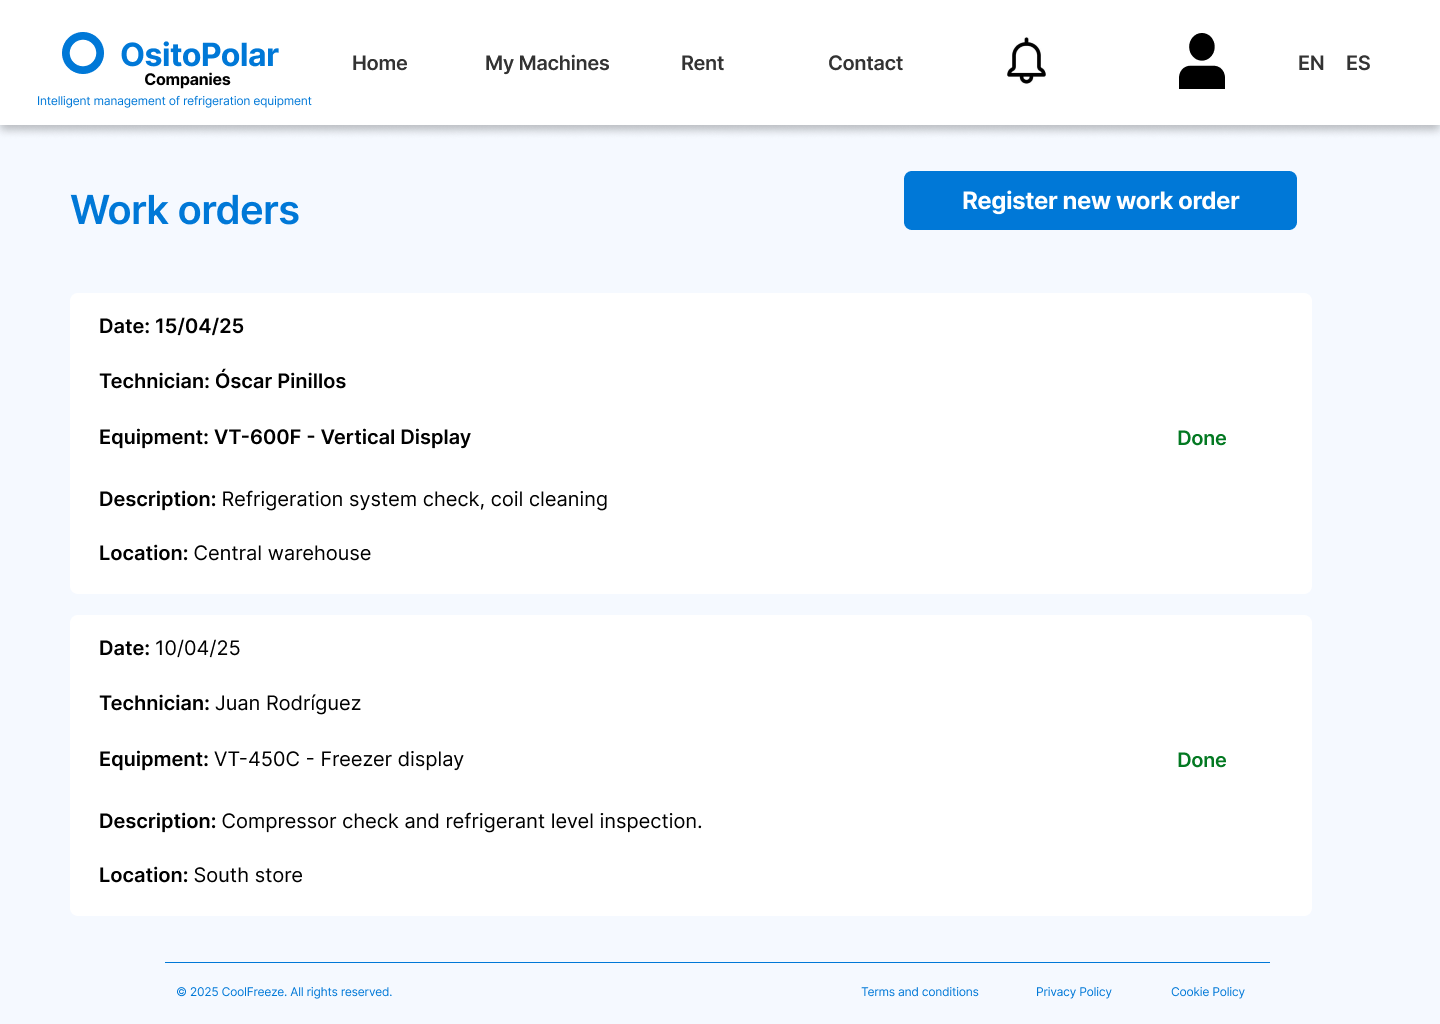 OsitoPolar
Companies
Intelligent management of refrigeration equipment
Home
My Machines
Rent
Contact
EN
ES
Work orders
Register new work order
Date: 15/04/25
Technician: Óscar Pinillos
Equipment: VT-600F - Vertical Display
Done
Description: Refrigeration system check, coil cleaning
Location: Central warehouse
Date: 10/04/25
Technician: Juan Rodríguez
Equipment: VT-450C - Freezer display
Done
Description: Compressor check and refrigerant level inspection.
Location: South store
© 2025 CoolFreeze. All rights reserved.
Terms and conditions
Privacy Policy
Cookie Policy